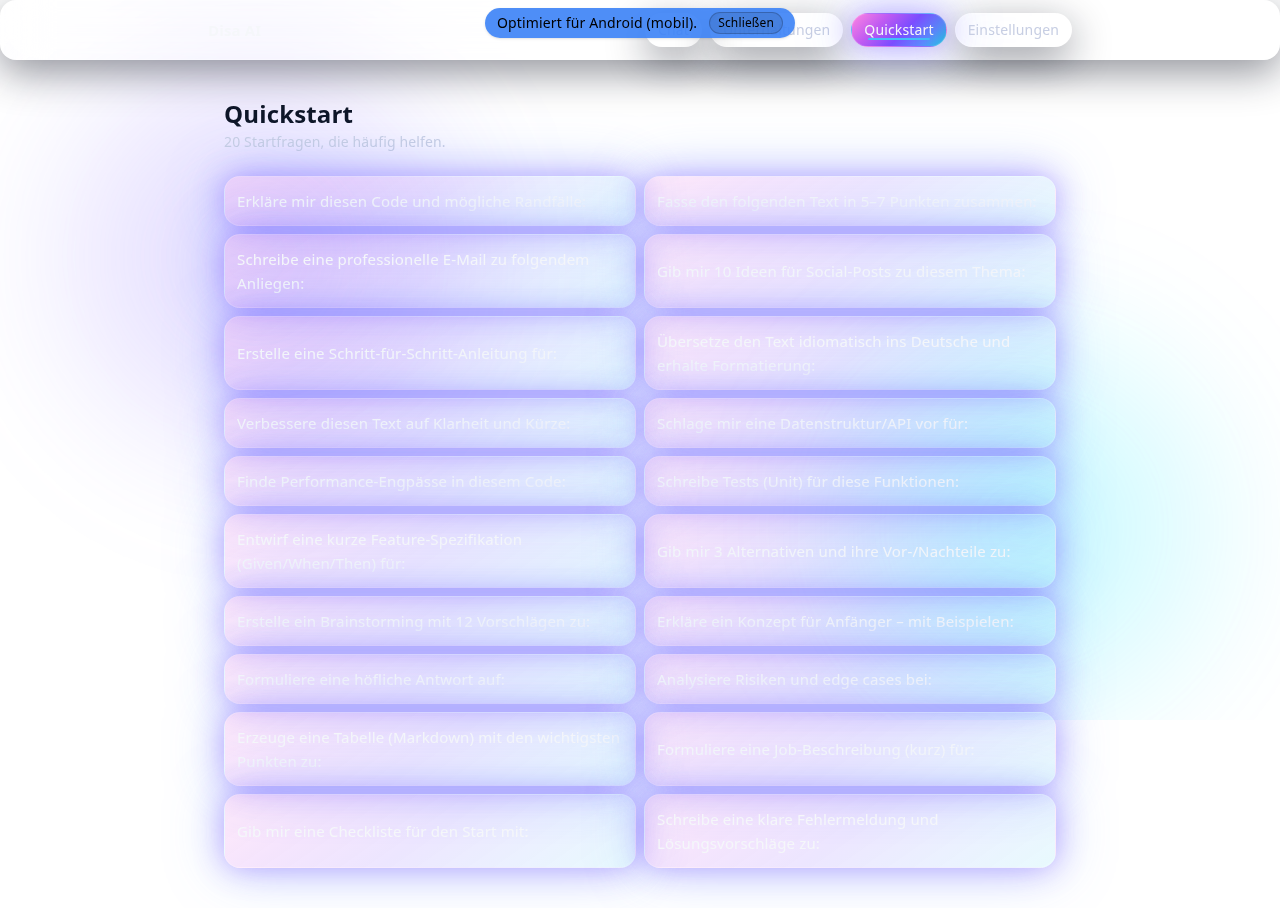 Optimiert für Android (mobil). Schließen
Quickstart Einstellungen
Quickstart
20 Startfragen, die häufig helfen.
Erkläre mir diesen Code und mögliche Randfälle:
Fasse den folgenden Text in 5–7 Punkten zusammen:
Schreibe eine professionelle E-Mail zu folgendem
Anliegen:
Gib mir 10 Ideen für Social-Posts zu diesem Thema:
Erstelle eine Schritt-für-Schritt-Anleitung für:
Übersetze den Text idiomatisch ins Deutsche und
erhalte Formatierung:
Verbessere diesen Text auf Klarheit und Kürze:
Schlage mir eine Datenstruktur/API vor für:
Finde Performance-Engpässe in diesem Code:
Schreibe Tests (Unit) für diese Funktionen:
Entwirf eine kurze Feature-Spezifikation
(Given/When/Then) für:
Gib mir 3 Alternativen und ihre Vor-/Nachteile zu:
Erstelle ein Brainstorming mit 12 Vorschlägen zu:
Erkläre ein Konzept für Anfänger – mit Beispielen:
Formuliere eine höfliche Antwort auf:
Analysiere Risiken und edge cases bei:
Erzeuge eine Tabelle (Markdown) mit den wichtigsten
Punkten zu:
Formuliere eine Job-Beschreibung (kurz) für:
Gib mir eine Checkliste für den Start mit:
Schreibe eine klare Fehlermeldung und
Lösungsvorschläge zu: